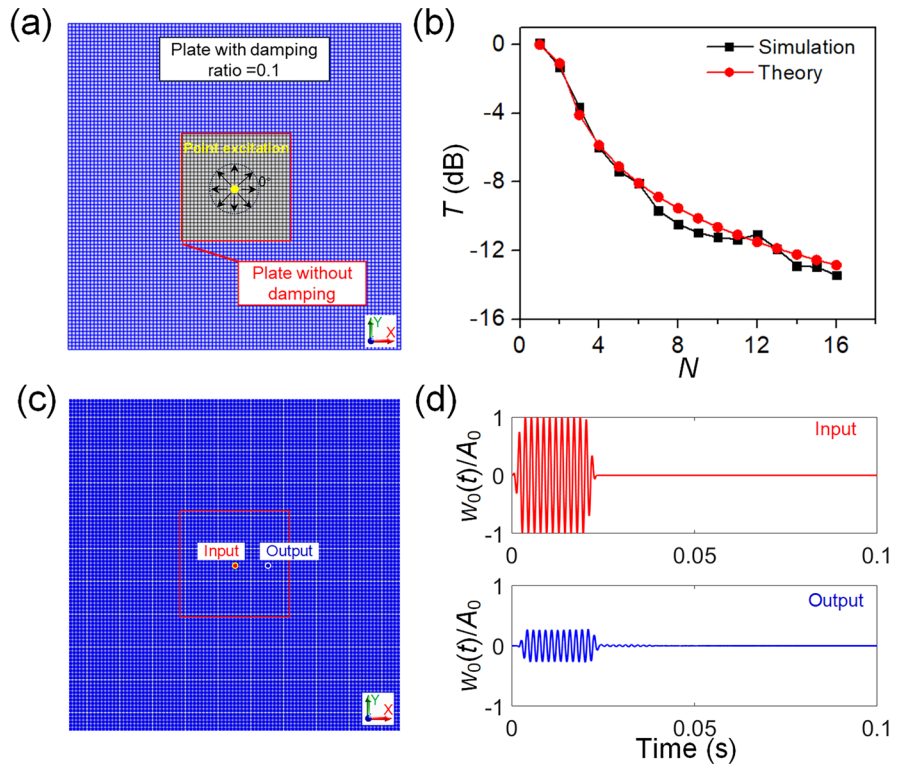 (a)
Plate with damping
ratio =0.1
Point excitation
0°
Plate without
damping
Y
X
(b)
0
-4
-8
-12
-16
T (dB)
Simulation
Theory
0
4
8
12
16
N
(c)
Input
Output
Y
X
(d)
1
0
-1
w₀(t)/A₀
Input
0
0.05
0.1
1
0
-1
w₀(t)/A₀
Output
0
0.05
0.1
Time (s)